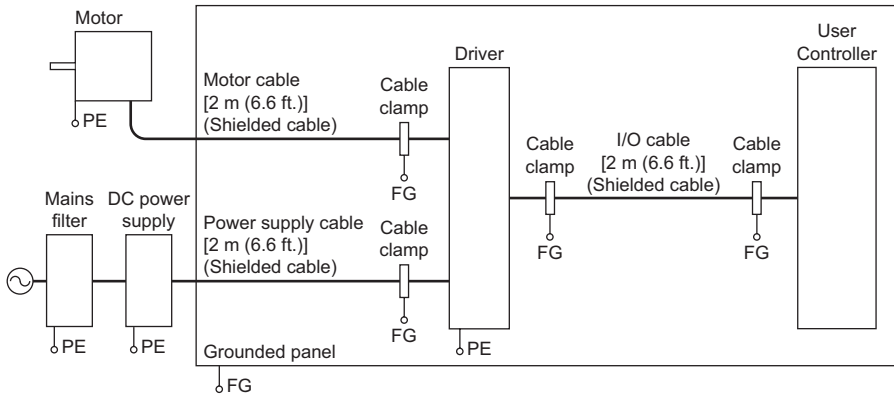 Motor
PE
Motor cable
[2 m (6.6 ft.)]
(Shielded cable)
Cable
clamp
FG
Driver
User
Controller
Cable
clamp
FG
I/O cable
[2 m (6.6 ft.)]
(Shielded cable)
Cable
clamp
FG
Mains
filter
PE
DC power
supply
PE
Power supply cable
[2 m (6.6 ft.)]
(Shielded cable)
Cable
clamp
FG
PE
Grounded panel
FG